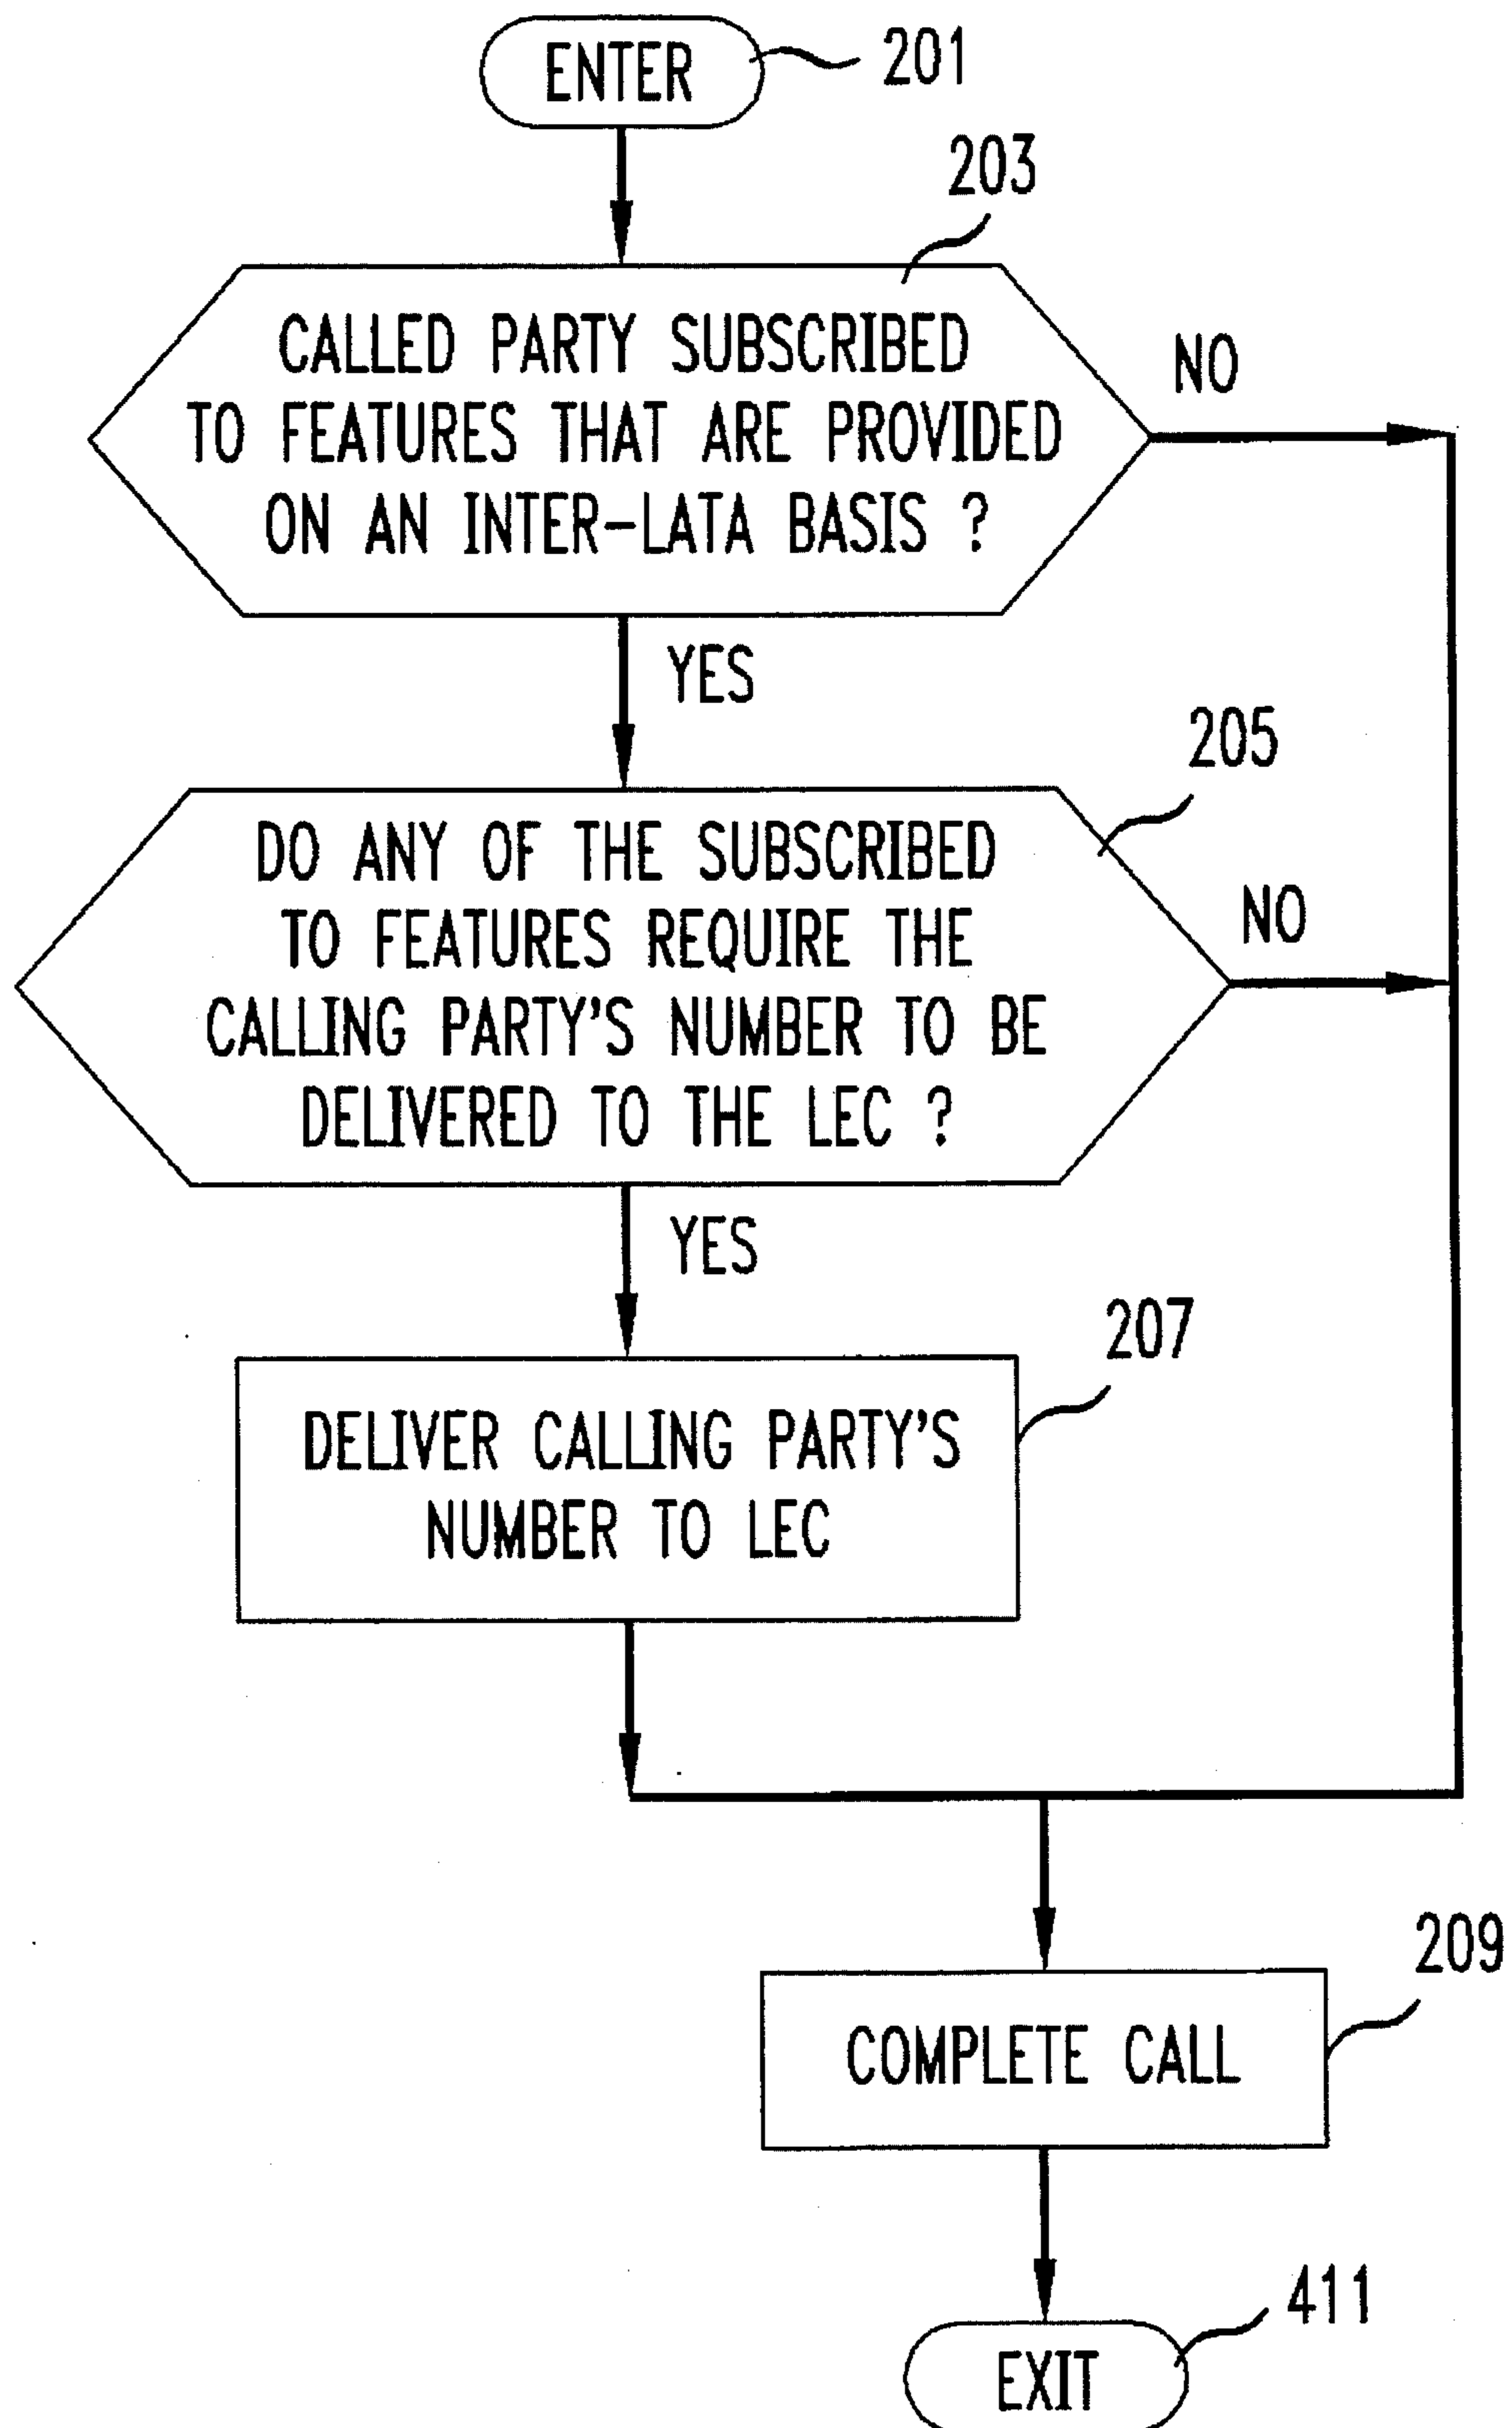 ENTER
201
203
CALLED PARTY SUBSCRIBED
TO FEATURES THAT ARE PROVIDED
ON AN INTER-LATA BASIS ?
NO
YES
205
DO ANY OF THE SUBSCRIBED
TO FEATURES REQUIRE THE
CALLING PARTY'S NUMBER TO BE
DELIVERED TO THE LEC ?
NO
YES
207
DELIVER CALLING PARTY'S
NUMBER TO LEC
209
COMPLETE CALL
411
EXIT